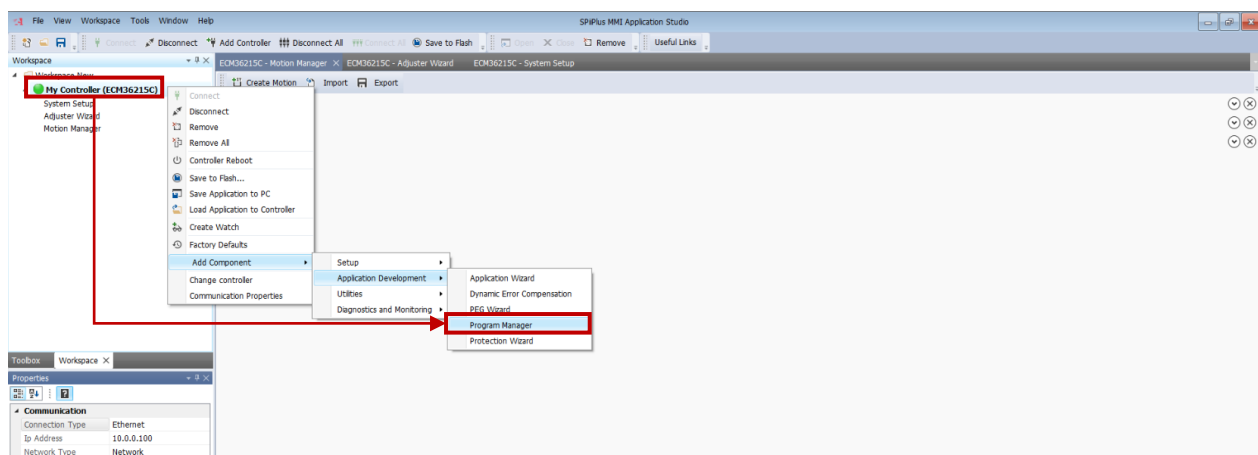 File View Workspace Tools Window Help
SPiPlus MMI Application Studio
Connect Disconnect Add Controller Disconnect All Connect All Save to Flash Open Close Remove Useful Links
Workspace
ECM36215C - Motion Manager ECM36215C - Adjuster Wizard ECM36215C - System Setup
Workspace New
Create Motion Import Export
My Controller (ECM36215C)
System Setup
Adjuster Wizard
Motion Manager
Connect
Disconnect
Remove
Remove All
Controller Reboot
Save to Flash...
Save Application to PC
Load Application to Controller
Create Watch
Factory Defaults
Add Component
Change controller
Communication Properties
Setup
Application Development
Utilities
Diagnostics and Monitoring
Application Wizard
Dynamic Error Compensation
PEG Wizard
Program Manager
Protection Wizard
Toolbox Workspace
Properties
Communication
Connection Type Ethernet
Ip Address 10.0.0.100
Network Type Network